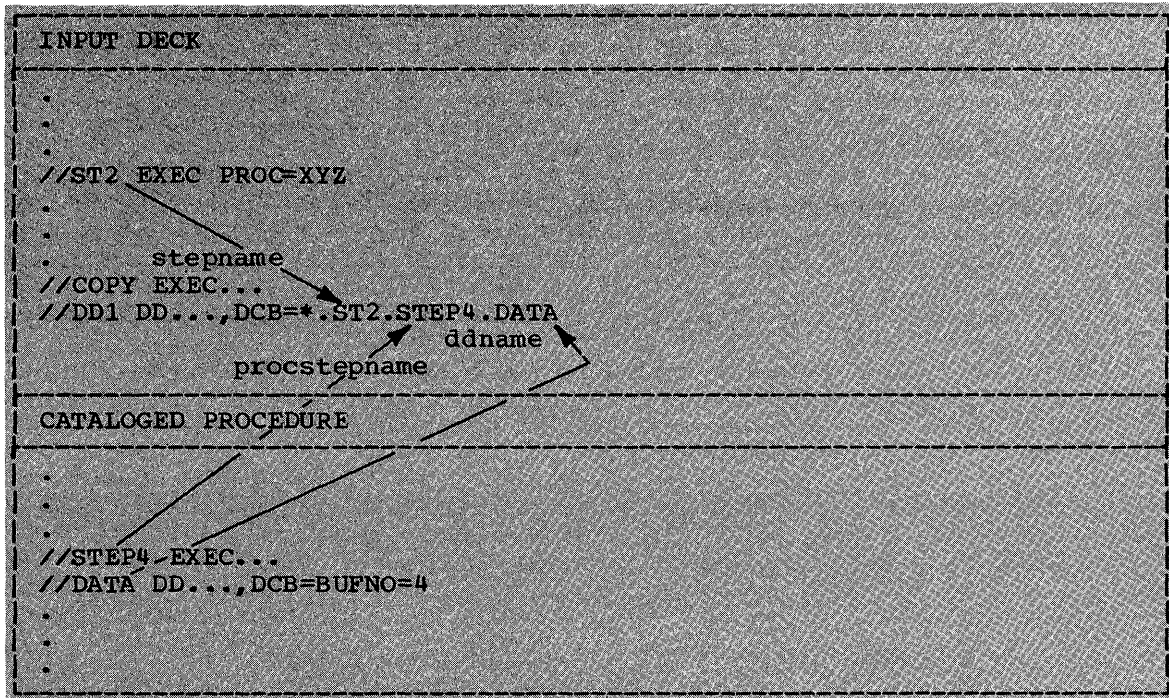 INPUT DECK
.
.
.
//ST2 EXEC PROC=XYZ
.
.
.
stepname
//COPY EXEC...
//DD1 DD...,DCB=*.ST2.STEP4.DATA
ddname
procstepname
CATALOGED PROCEDURE
.
.
.
//STEP4 EXEC...
//DATA DD...,DCB=BUFNO=4
.
.
.